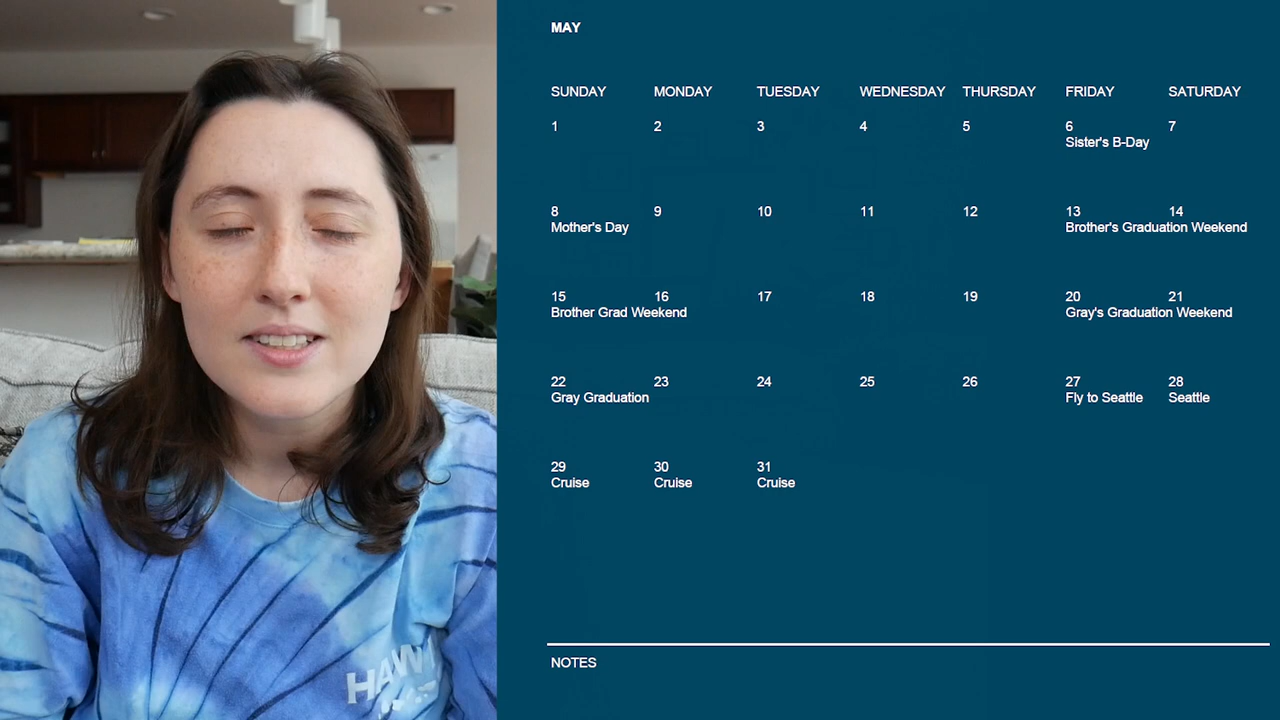 MAY
SUNDAY MONDAY TUESDAY WEDNESDAY THURSDAY FRIDAY SATURDAY
1 2 3 4 5 6 7
Sister's B-Day
8 9 10 11 12 13 14
Mother's Day Brother's Graduation Weekend
15 16 17 18 19 20 21
Brother Grad Weekend Gray's Graduation Weekend
22 23 24 25 26 27 28
Gray Graduation Fly to Seattle Seattle
29 30 31
Cruise Cruise Cruise
NOTES